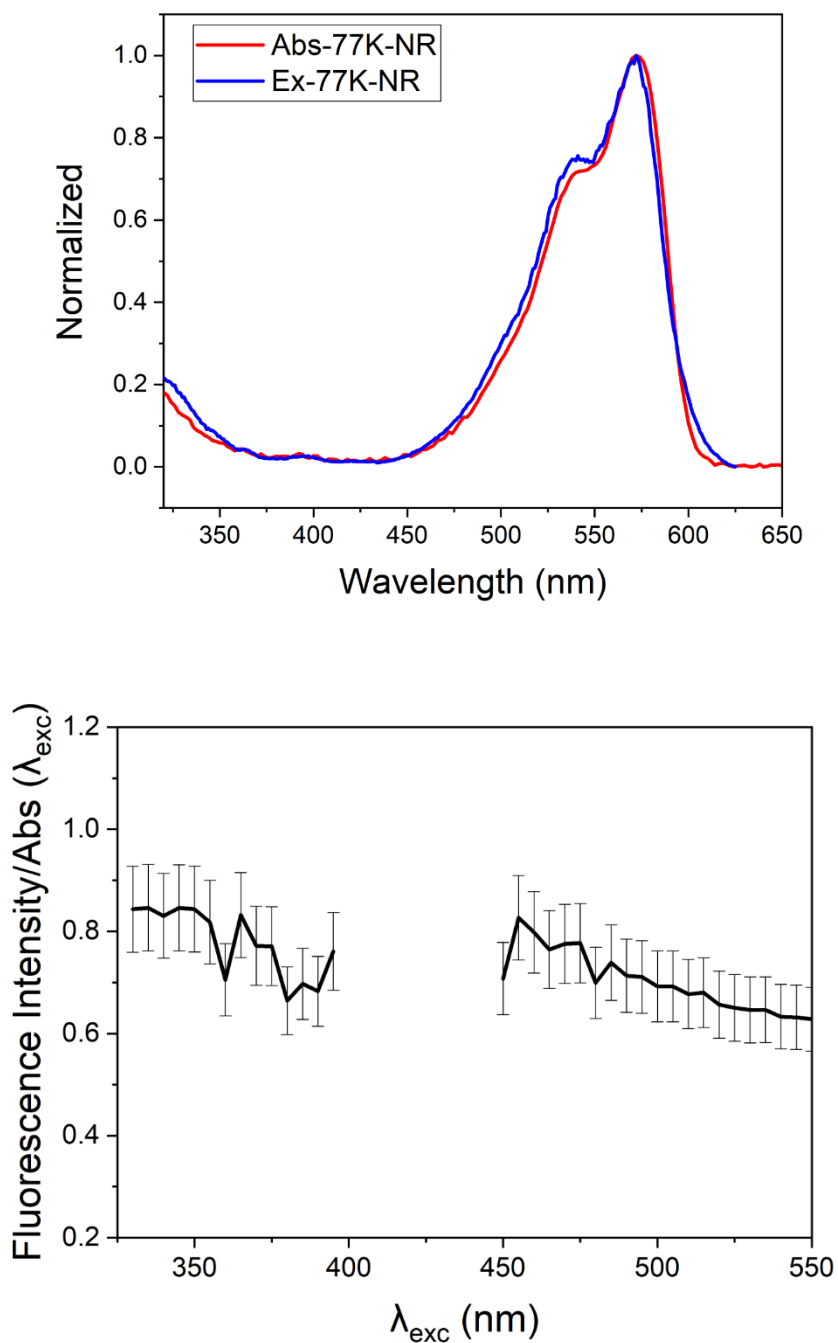 Abs-77K-NR
Ex-77K-NR
Normalized
1.0
0.8
0.6
0.4
0.2
0.0
350 400 450 500 550 600 650
Wavelength (nm)
Fluorescence Intensity/Abs (λexc)
1.2
1.0
0.8
0.6
0.4
0.2
350 400 450 500 550
λexc (nm)